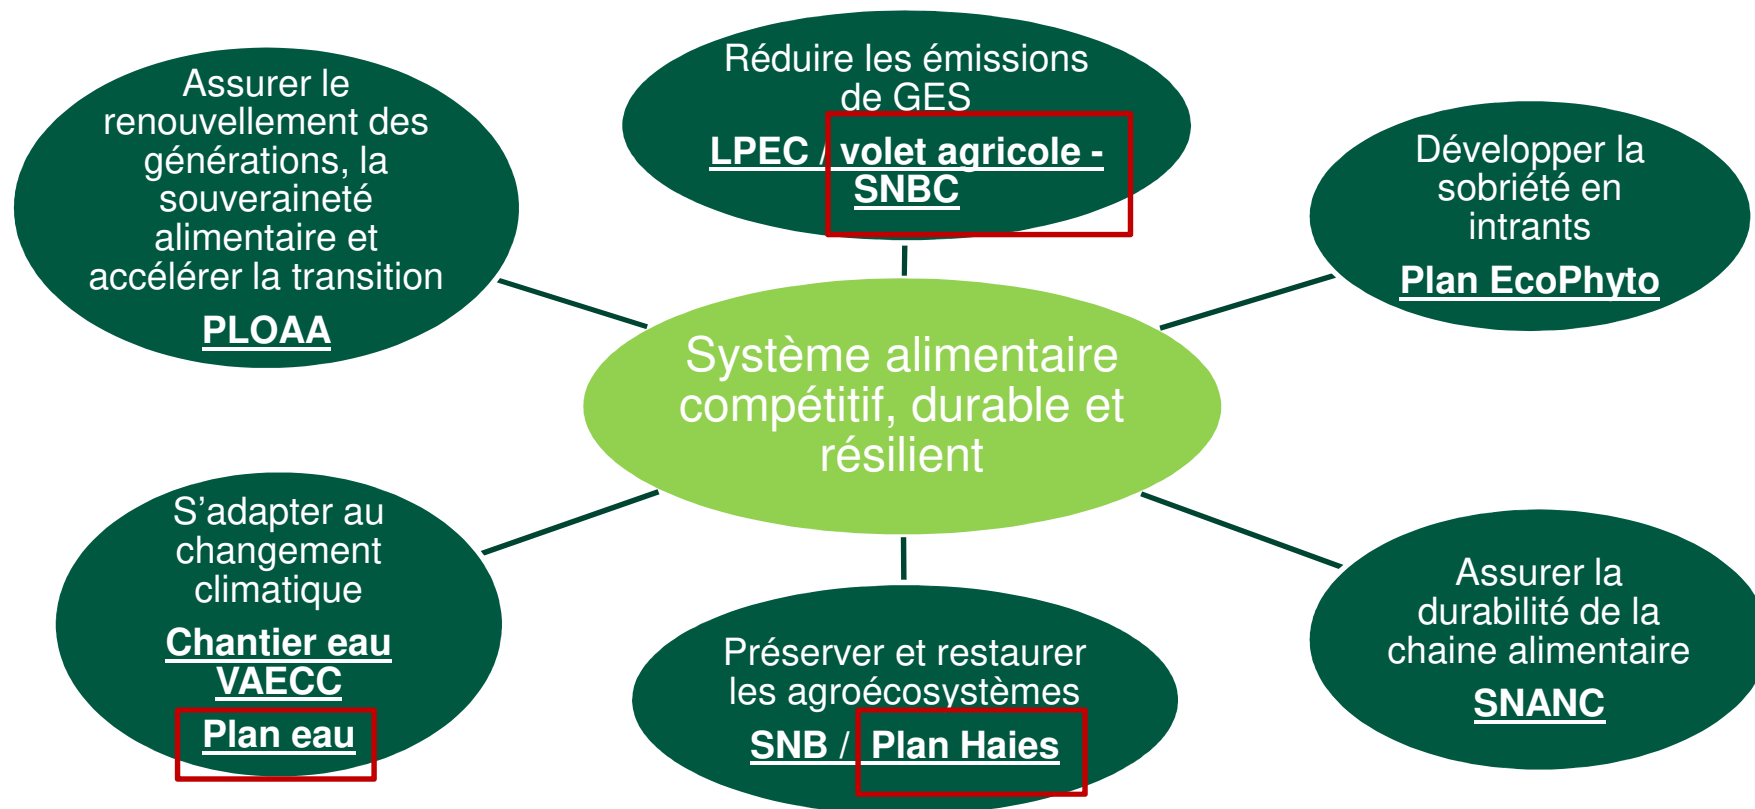 Assurer le
renouvellement des
générations, la
souveraineté
alimentaire et
accélérer la transition
PLOAA
Réduire les émissions
de GES
LPEC / volet agricole -
SNBC
Développer la
sobriété en
intrants
Plan EcoPhyto
Système alimentaire
compétitif, durable et
résilient
S’adapter au
changement
climatique
Chantier eau
VAECC
Plan eau
Préserver et restaurer
les agroécosystèmes
SNB / Plan Haies
Assurer la
durabilité de la
chaine alimentaire
SNANC